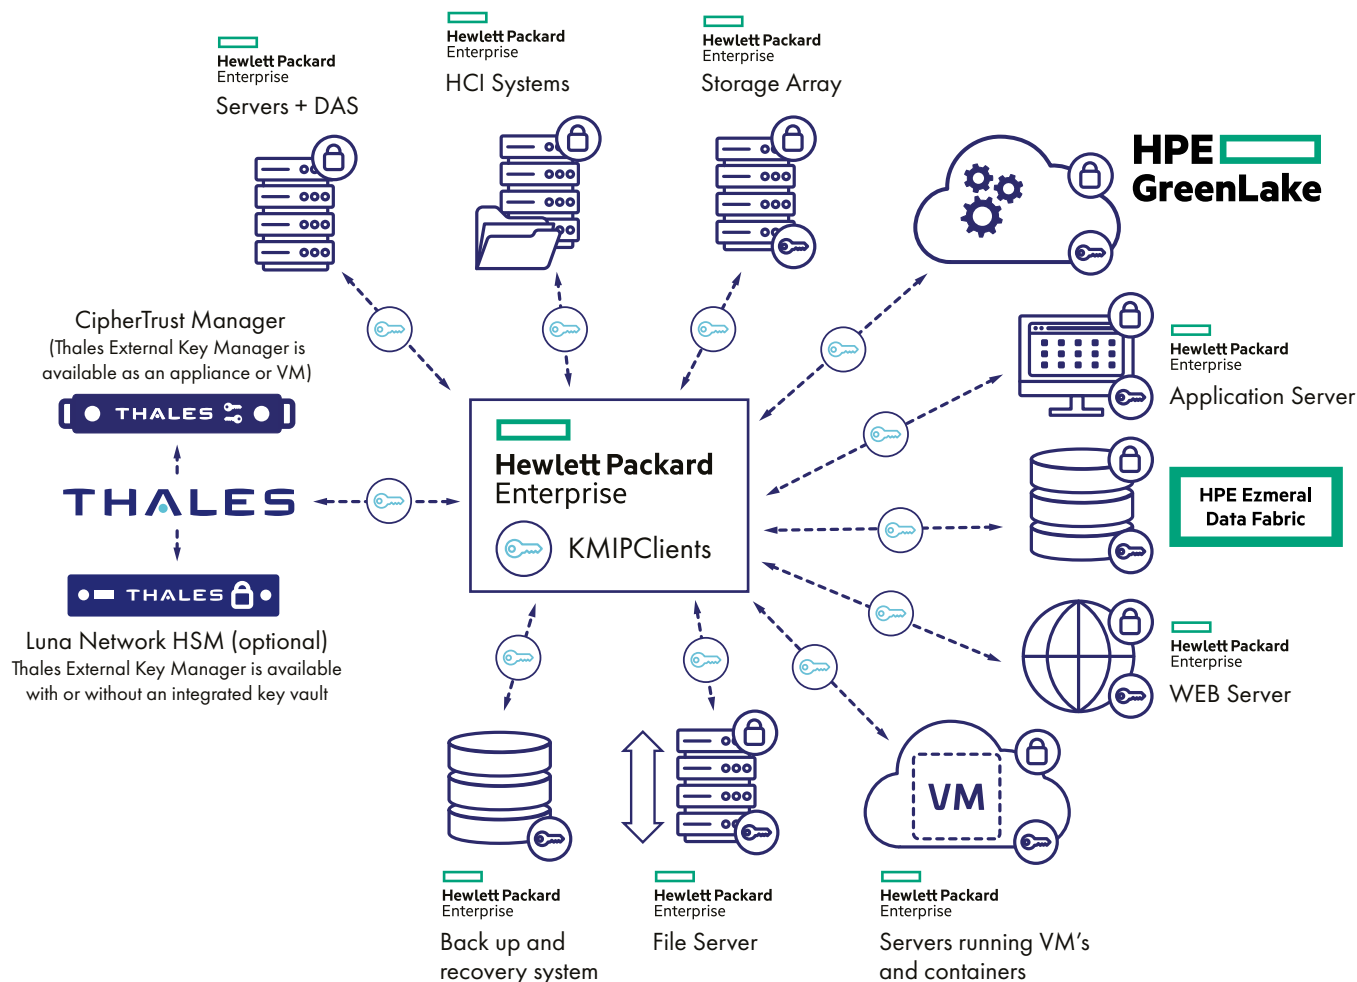 Hewlett Packard
Enterprise
Servers + DAS
Hewlett Packard
Enterprise
HCI Systems
Hewlett Packard
Enterprise
Storage Array
HPE
GreenLake
CipherTrust Manager
(Thales External Key Manager is
available as an appliance or VM)
THALES
THALES
THALES
Luna Network HSM (optional)
Thales External Key Manager is available
with or without an integrated key vault
Hewlett Packard
Enterprise
KMIPClients
Hewlett Packard
Enterprise
Application Server
HPE Ezmeral
Data Fabric
Hewlett Packard
Enterprise
WEB Server
Hewlett Packard
Enterprise
Back up and
recovery system
Hewlett Packard
Enterprise
File Server
VM
Hewlett Packard
Enterprise
Servers running VM's
and containers